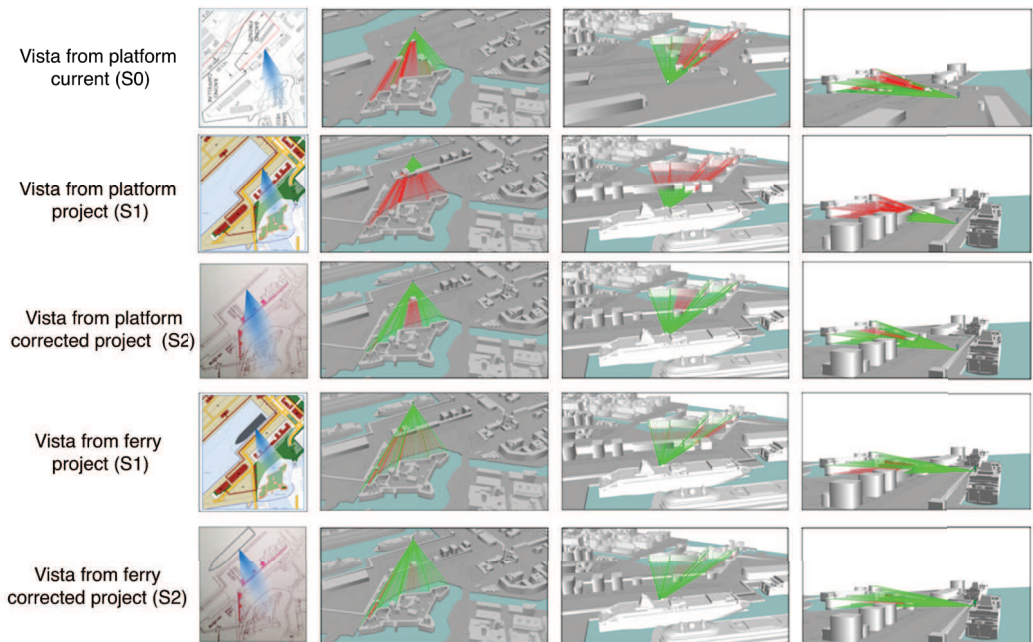 Vista from platform
current (S0)
Vista from platform
project (S1)
Vista from platform
corrected project (S2)
Vista from ferry
project (S1)
Vista from ferry
corrected project (S2)